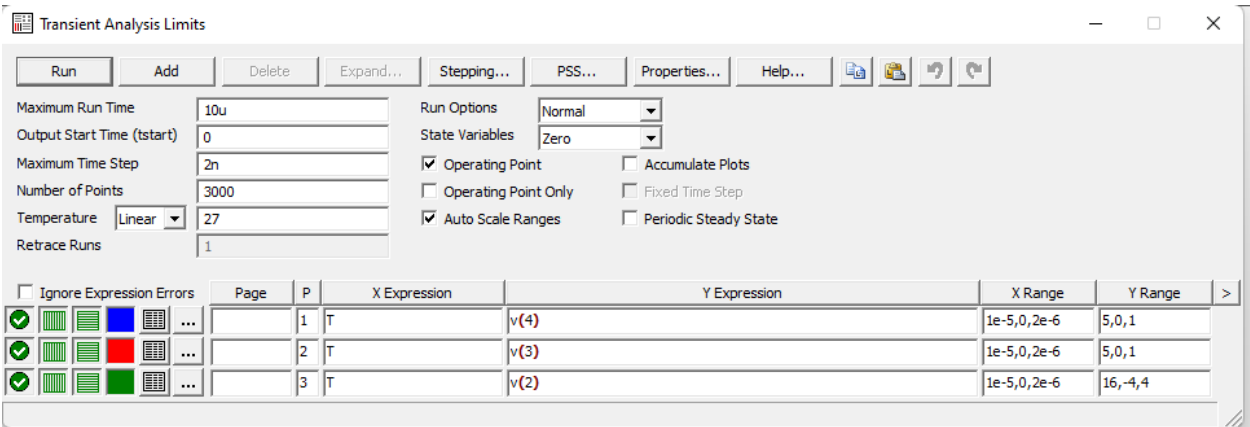 Transient Analysis Limits
Run Add Delete Expand... Stepping... PSS... Properties... Help...
Maximum Run Time 10u Run Options Normal
Output Start Time (tstart) 0 State Variables Zero
Maximum Time Step 2n Operating Point Accumulate Plots
Number of Points 3000 Operating Point Only Fixed Time Step
Temperature Linear 27 Auto Scale Ranges Periodic Steady State
Retrace Runs 1
Ignore Expression Errors Page P X Expression Y Expression X Range Y Range >
... 1 T v(4) 1e-5,0,2e-6 5,0,1
... 2 T v(3) 1e-5,0,2e-6 5,0,1
... 3 T v(2) 1e-5,0,2e-6 16,-4,4